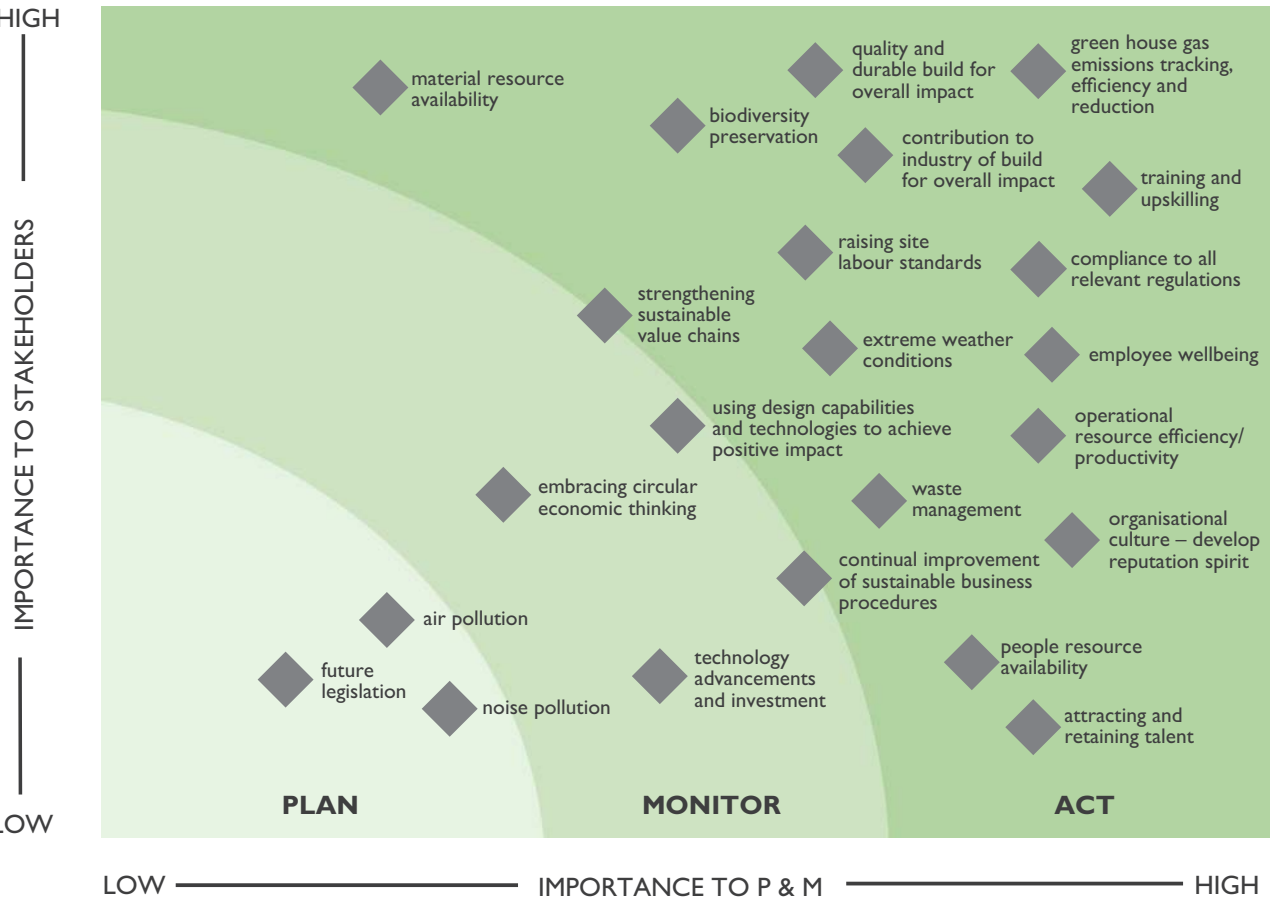 HIGH
IMPORTANCE TO STAKEHOLDERS
LOW
material resource
availability
quality and
durable build for
overall impact
green house gas
emissions tracking,
efficiency and
reduction
biodiversity
preservation
contribution to
industry of build
for overall impact
training and
upskilling
raising site
labour standards
compliance to all
relevant regulations
strengthening
sustainable
value chains
extreme weather
conditions
employee wellbeing
using design capabilities
and technologies to achieve
positive impact
operational
resource efficiency/
productivity
embracing circular
economic thinking
waste
management
organisational
culture – develop
reputation spirit
continual improvement
of sustainable business
procedures
air pollution
future
legislation
noise pollution
technology
advancements
and investment
people resource
availability
attracting and
retaining talent
PLAN
MONITOR
ACT
LOW
IMPORTANCE TO P & M
HIGH